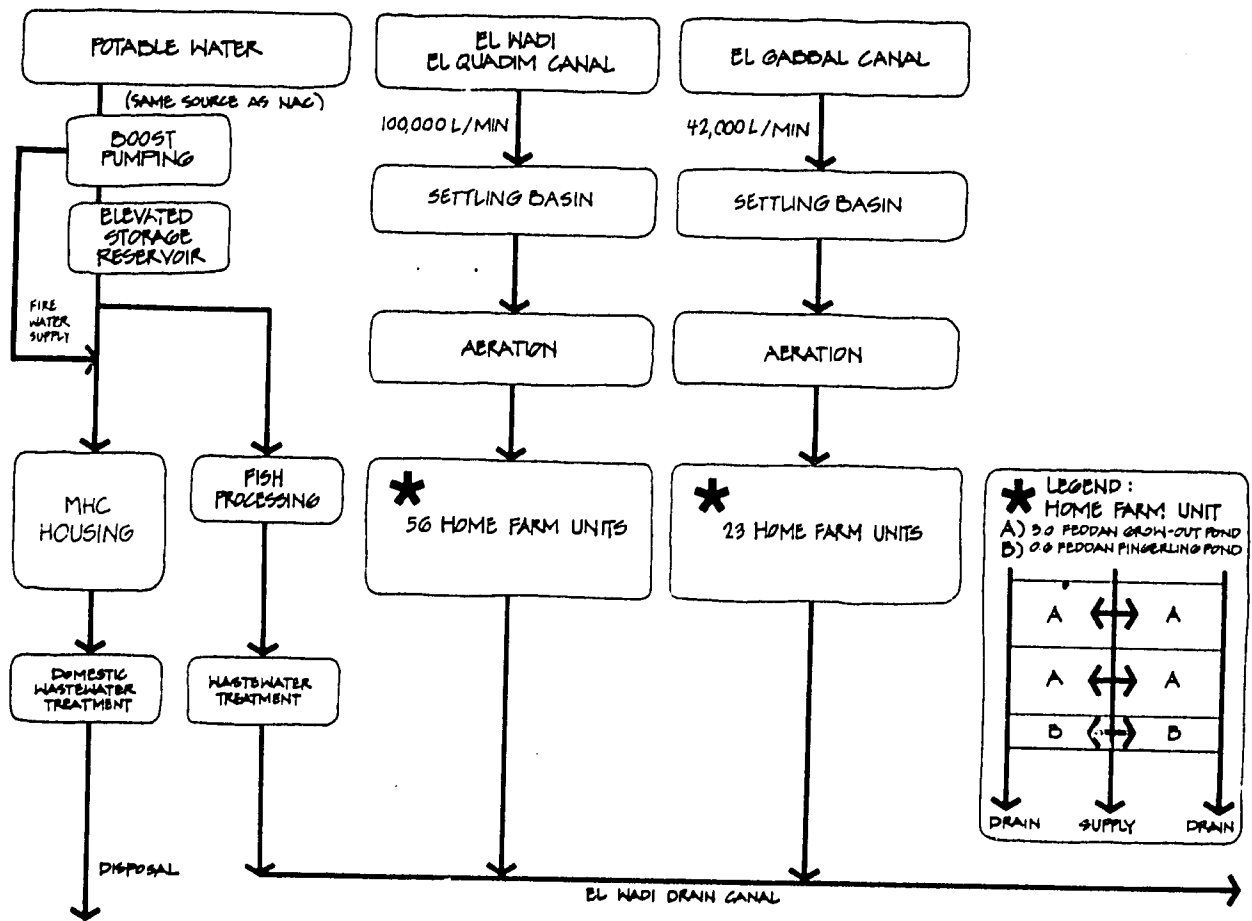 POTABLE WATER
(SAME SOURCE AS NAC)
BOOST
PUMPING
ELEVATED
STORAGE
RESERVOIR
FIRE
WATER
SUPPLY
MHC
HOUSING
FISH
PROCESSING
DOMESTIC
WASTEWATER
TREATMENT
WASTEWATER
TREATMENT
DISPOSAL
EL WADI
EL QUADIM CANAL
100,000 L/MIN
SETTLING BASIN
AERATION
* 56 HOME FARM UNITS
EL GABBAL CANAL
42,000 L/MIN
SETTLING BASIN
AERATION
* 23 HOME FARM UNITS
EL WADI DRAIN CANAL
* LEGEND:
HOME FARM UNIT
A) 3.0 FEDDAN GROW-OUT POND
B) 0.6 FEDDAN FINGERLING POND
A A
A A
B B
DRAIN SUPPLY DRAIN